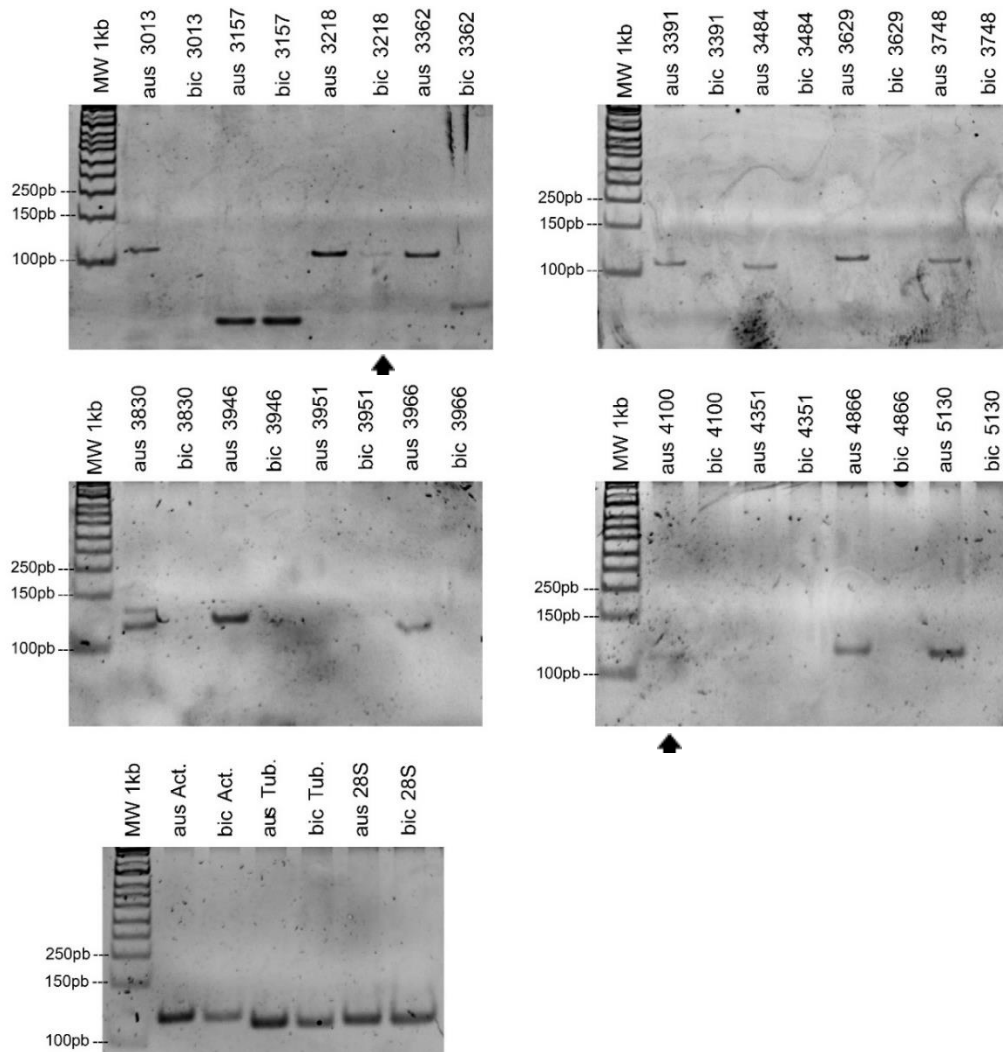 MW 1kb
aus 3013
bic 3013
aus 3157
bic 3157
aus 3218
bic 3218
aus 3362
bic 3362
250pb
150pb
100pb
MW 1kb
aus 3391
bic 3391
aus 3484
bic 3484
aus 3629
bic 3629
aus 3748
bic 3748
250pb
150pb
100pb
MW 1kb
aus 3830
bic 3830
aus 3946
bic 3946
aus 3951
bic 3951
aus 3966
bic 3966
250pb
150pb
100pb
MW 1kb
aus 4100
bic 4100
aus 4351
bic 4351
aus 4866
bic 4866
aus 5130
bic 5130
250pb
150pb
100pb
MW 1kb
aus Act.
bic Act.
aus Tub.
bic Tub.
aus 28S
bic 28S
250pb
150pb
100pb